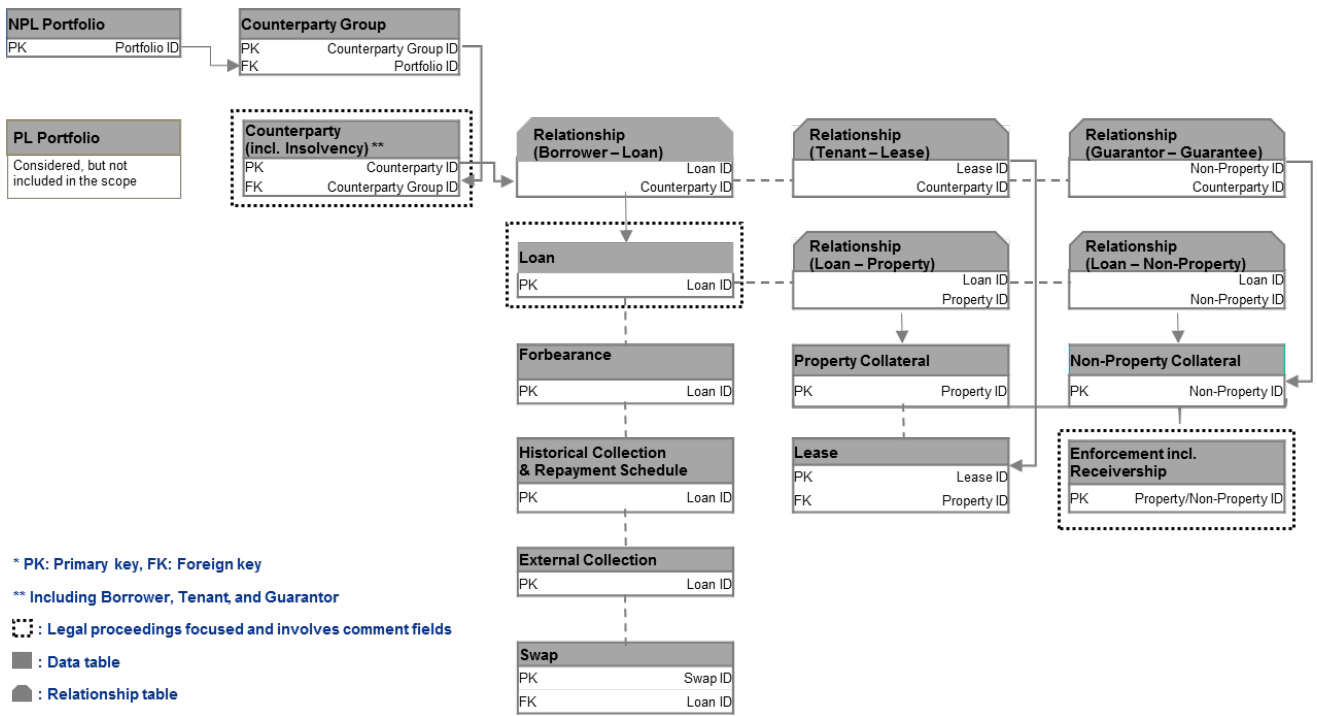 NPL Portfolio
PK Portfolio ID
Counterparty Group
PK Counterparty Group ID
FK Portfolio ID
PL Portfolio
Considered, but not
included in the scope
Counterparty
(incl. Insolvency) **
PK Counterparty ID
FK Counterparty Group ID
Relationship
(Borrower – Loan)
Loan ID
Counterparty ID
Relationship
(Tenant – Lease)
Lease ID
Counterparty ID
Relationship
(Guarantor – Guarantee)
Non-Property ID
Counterparty ID
Loan
PK Loan ID
Relationship
(Loan – Property)
Loan ID
Property ID
Relationship
(Loan – Non-Property)
Loan ID
Non-Property ID
Forbearance
PK Loan ID
Property Collateral
PK Property ID
Non-Property Collateral
PK Non-Property ID
Historical Collection
& Repayment Schedule
PK Loan ID
Lease
PK Lease ID
FK Property ID
Enforcement incl.
Receivership
PK Property/Non-Property ID
External Collection
PK Loan ID
Swap
PK Swap ID
FK Loan ID
* PK: Primary key, FK: Foreign key
** Including Borrower, Tenant, and Guarantor
: Legal proceedings focused and involves comment fields
: Data table
: Relationship table